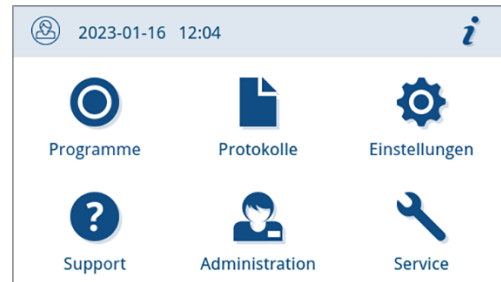 2023-01-16 12:04
Programme Protokolle Einstellungen
Support Administration Service